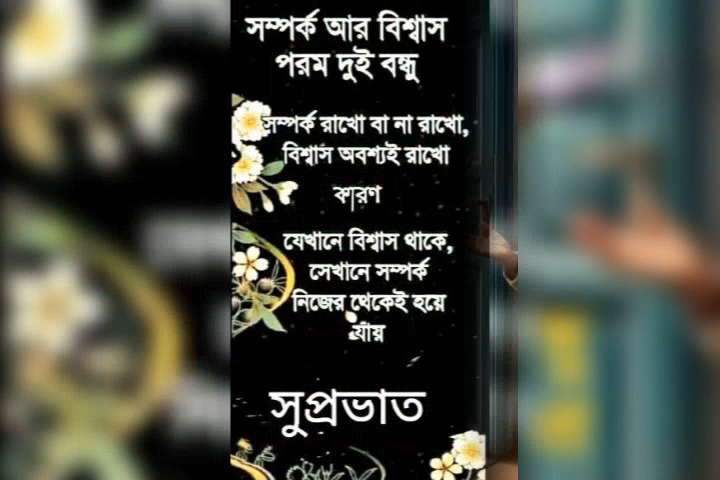 সম্পর্ক আর বিশ্বাস
পরম দুই বন্ধু
সম্পর্ক রাখো বা না রাখো,
বিশ্বাস অবশ্যই রাখো
কারণ
যেখানে বিশ্বাস থাকে,
সেখানে সম্পর্ক
নিজের থেকেই হয়ে
যায়
সুপ্রভাত